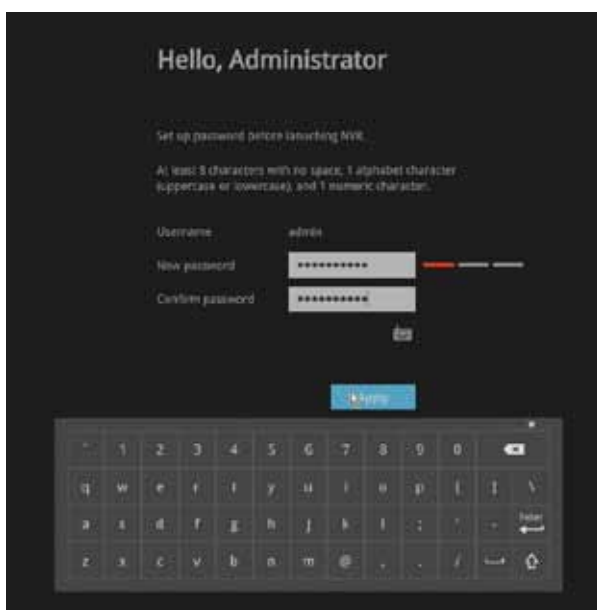 Hello, Administrator
Set up password before launching NVR.
At least 8 characters with no space, 1 alphabet character
(uppercase or lowercase), and 1 numeric character.
Username admin
New password
Confirm password
1 2 3 4 5 6 7 8 9 0
q w e r t y u i o p [ ] \
a s d f g h j k l ; '
Enter
z x c v b n m @ , . /